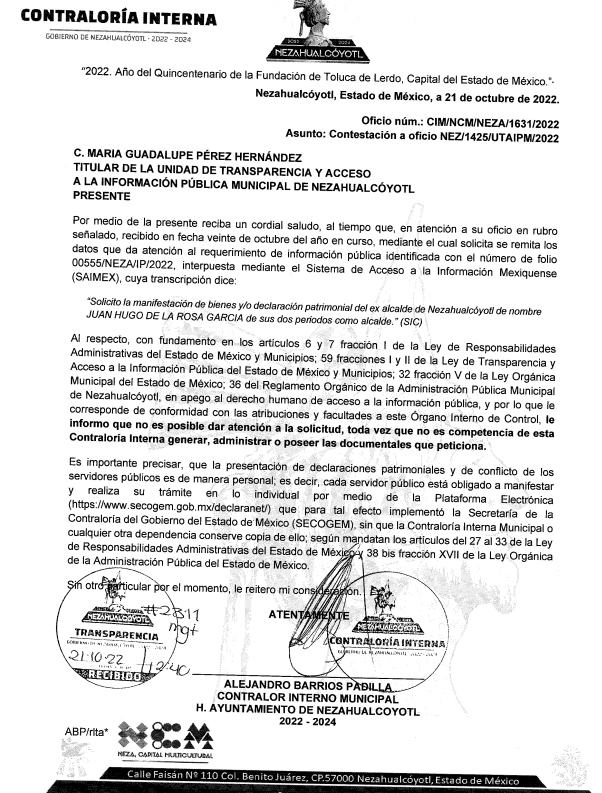 CONTRALORÍA INTERNA
GOBIERNO DE NEZAHUALCÓYOTL · 2022 - 2024
2022 2024
NEZAHUALCÓYOTL
“2022. Año del Quincentenario de la Fundación de Toluca de Lerdo, Capital del Estado de México.”-
Nezahualcóyotl, Estado de México, a 21 de octubre de 2022.
Oficio núm.: CIM/NCM/NEZA/1631/2022
Asunto: Contestación a oficio NEZ/1425/UTAIPM/2022
C. MARIA GUADALUPE PÉREZ HERNÁNDEZ
TITULAR DE LA UNIDAD DE TRANSPARENCIA Y ACCESO
A LA INFORMACIÓN PÚBLICA MUNICIPAL DE NEZAHUALCÓYOTL
PRESENTE
Por medio de la presente reciba un cordial saludo, al tiempo que, en atención a su oficio en rubro
señalado, recibido en fecha veinte de octubre del año en curso, mediante el cual solicita se remita los
datos que da atención al requerimiento de información pública identificada con el número de folio
00555/NEZA/IP/2022, interpuesta mediante el Sistema de Acceso a la Información Mexiquense
(SAIMEX), cuya transcripción dice:
“Solicito la manifestación de bienes y/o declaración patrimonial del ex alcalde de Nezahualcóyotl de nombre
JUAN HUGO DE LA ROSA GARCIA de sus dos periodos como alcalde.” (SIC)
Al respecto, con fundamento en los artículos 6 y 7 fracción I de la Ley de Responsabilidades
Administrativas del Estado de México y Municipios; 59 fracciones I y II de la Ley de Transparencia y
Acceso a la Información Pública del Estado de México y Municipios; 32 fracción V de la Ley Orgánica
Municipal del Estado de México; 36 del Reglamento Orgánico de la Administración Pública Municipal
de Nezahualcóyotl, en apego al derecho humano de acceso a la información pública, y por lo que le
corresponde de conformidad con las atribuciones y facultades a este Órgano Interno de Control, le
informo que no es posible dar atención a la solicitud, toda vez que no es competencia de esta
Contraloría Interna generar, administrar o poseer las documentales que peticiona.
Es importante precisar, que la presentación de declaraciones patrimoniales y de conflicto de los
servidores públicos es de manera personal; es decir, cada servidor público está obligado a manifestar
y realiza su trámite en lo individual por medio de la Plataforma Electrónica
(https://www.secogem.gob.mx/declaranet/) que para tal efecto implementó la Secretaría de la
Contraloría del Gobierno del Estado de México (SECOGEM), sin que la Contraloría Interna Municipal o
cualquier otra dependencia conserve copia de ello; según mandatan los artículos del 27 al 33 de la Ley
de Responsabilidades Administrativas del Estado de México y 38 bis fracción XVII de la Ley Orgánica
de la Administración Pública del Estado de México.
Sin otro particular por el momento, le reitero mi consideración.
#2311
mgt
NEZAHUALCÓYOTL
TRANSPARENCIA
GOBIERNO DE NEZAHUALCÓYOTL
21·10·22
12:40
RECIBIDO
ATENTAMENTE
NEZAHUALCÓYOTL
CONTRALORÍA INTERNA
ALEJANDRO BARRIOS PADILLA
CONTRALOR INTERNO MUNICIPAL
H. AYUNTAMIENTO DE NEZAHUALCOYOTL
2022 - 2024
ABP/rlta*
NEZA, CAPITAL MULTICULTURAL
Calle Faisán Nº 110 Col. Benito Juárez, CP.57000 Nezahualcóyotl, Estado de México